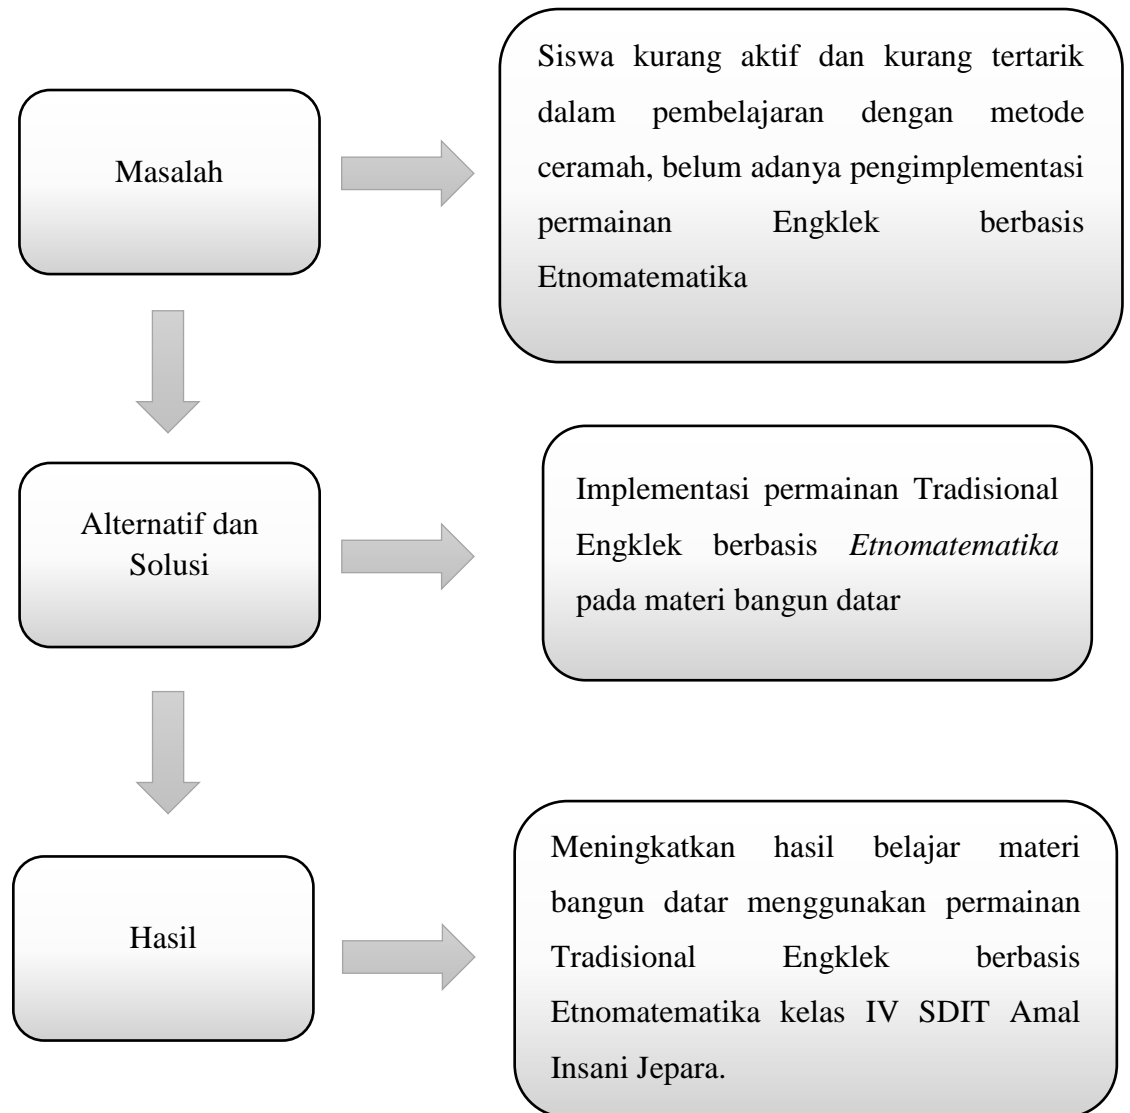 Masalah
Siswa kurang aktif dan kurang tertarik
dalam pembelajaran dengan metode
ceramah, belum adanya pengimplementasi
permainan Engklek berbasis
Etnomatematika
Alternatif dan
Solusi
Implementasi permainan Tradisional
Engklek berbasis Etnomatematika
pada materi bangun datar
Hasil
Meningkatkan hasil belajar materi
bangun datar menggunakan permainan
Tradisional Engklek berbasis
Etnomatematika kelas IV SDIT Amal
Insani Jepara.